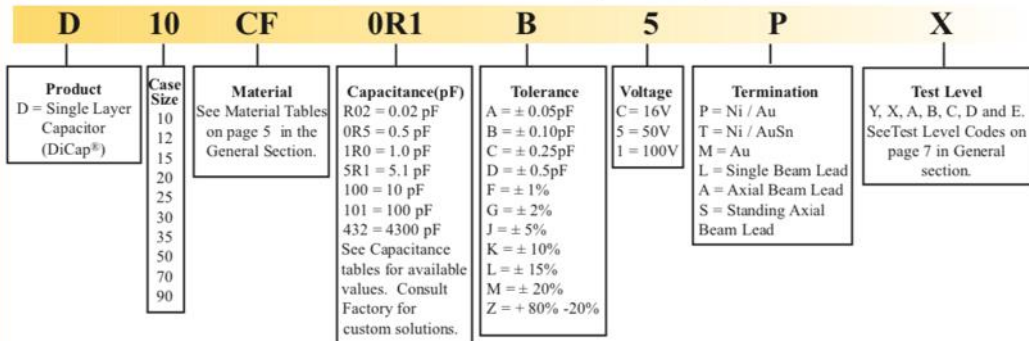 D 10 CF 0R1 B 5 P X
Product
D = Single Layer
Capacitor
(DiCap®)
Case
Size
10
12
15
20
25
30
35
50
70
90
Material
See Material Tables
on page 5 in the
General Section.
Capacitance(pF)
R02 = 0.02 pF
0R5 = 0.5 pF
1R0 = 1.0 pF
5R1 = 5.1 pF
100 = 10 pF
101 = 100 pF
432 = 4300 pF
See Capacitance
tables for available
values. Consult
Factory for
custom solutions.
Tolerance
A = ± 0.05pF
B = ± 0.10pF
C = ± 0.25pF
D = ± 0.5pF
F = ± 1%
G = ± 2%
J = ± 5%
K = ± 10%
L = ± 15%
M = ± 20%
Z = + 80% -20%
Voltage
C= 16V
5 = 50V
1 = 100V
Termination
P = Ni / Au
T = Ni / AuSn
M = Au
L = Single Beam Lead
A = Axial Beam Lead
S = Standing Axial
Beam Lead
Test Level
Y, X, A, B, C, D and E.
SeeTest Level Codes on
page 7 in General
section.